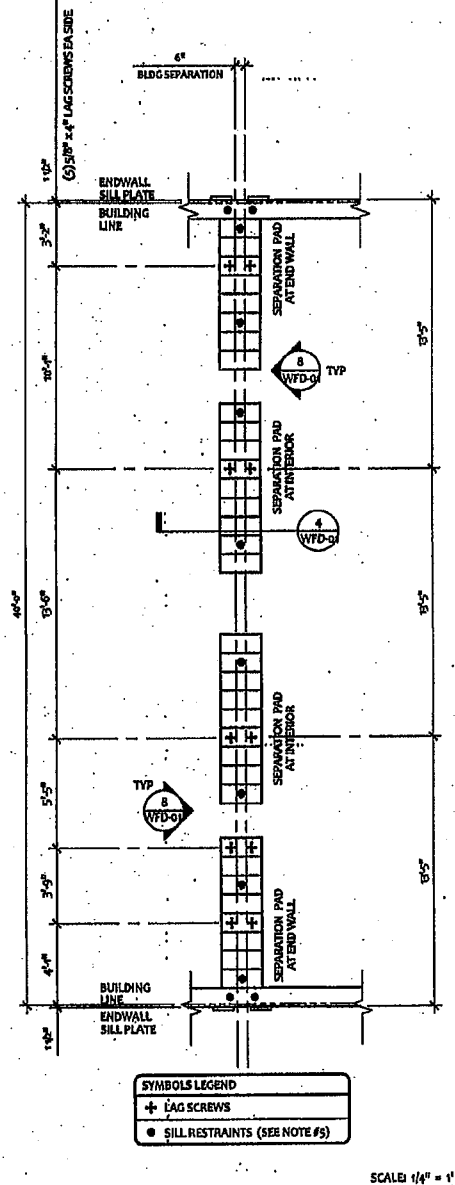 6"
BLDG SEPARATION
(5) 5/8" x 4" LAG SCREWS EA SIDE
1 1/2"
ENDWALL
SILL PLATE
BUILDING
LINE
3'-2"
SEPARATION PAD
AT END WALL
13'-5"
8
WFD-01
TYP
10'-1"
SEPARATION PAD
AT INTERIOR
4
WFD-01
40'-0"
13'-6"
13'-5"
SEPARATION PAD
AT INTERIOR
TYP
8
WFD-01
5'-5"
3'-9"
13'-5"
SEPARATION PAD
AT END WALL
4'-1"
BUILDING
LINE
ENDWALL
SILL PLATE
1 1/2"
SYMBOLS LEGEND
+ LAG SCREWS
● SILL RESTRAINTS (SEE NOTE #5)
SCALE: 1/4" = 1'